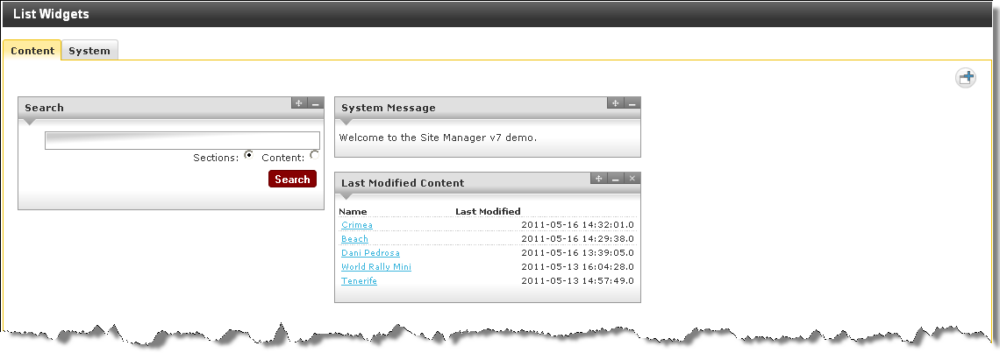 List Widgets
Content System
Search
Sections: Content:
Search
System Message
Welcome to the Site Manager v7 demo.
Last Modified Content
Name Last Modified
Crimea 2011-05-16 14:32:01.0
Beach 2011-05-16 14:29:38.0
Dani Pedrosa 2011-05-16 13:39:05.0
World Rally Mini 2011-05-13 16:04:28.0
Tenerife 2011-05-13 14:57:49.0